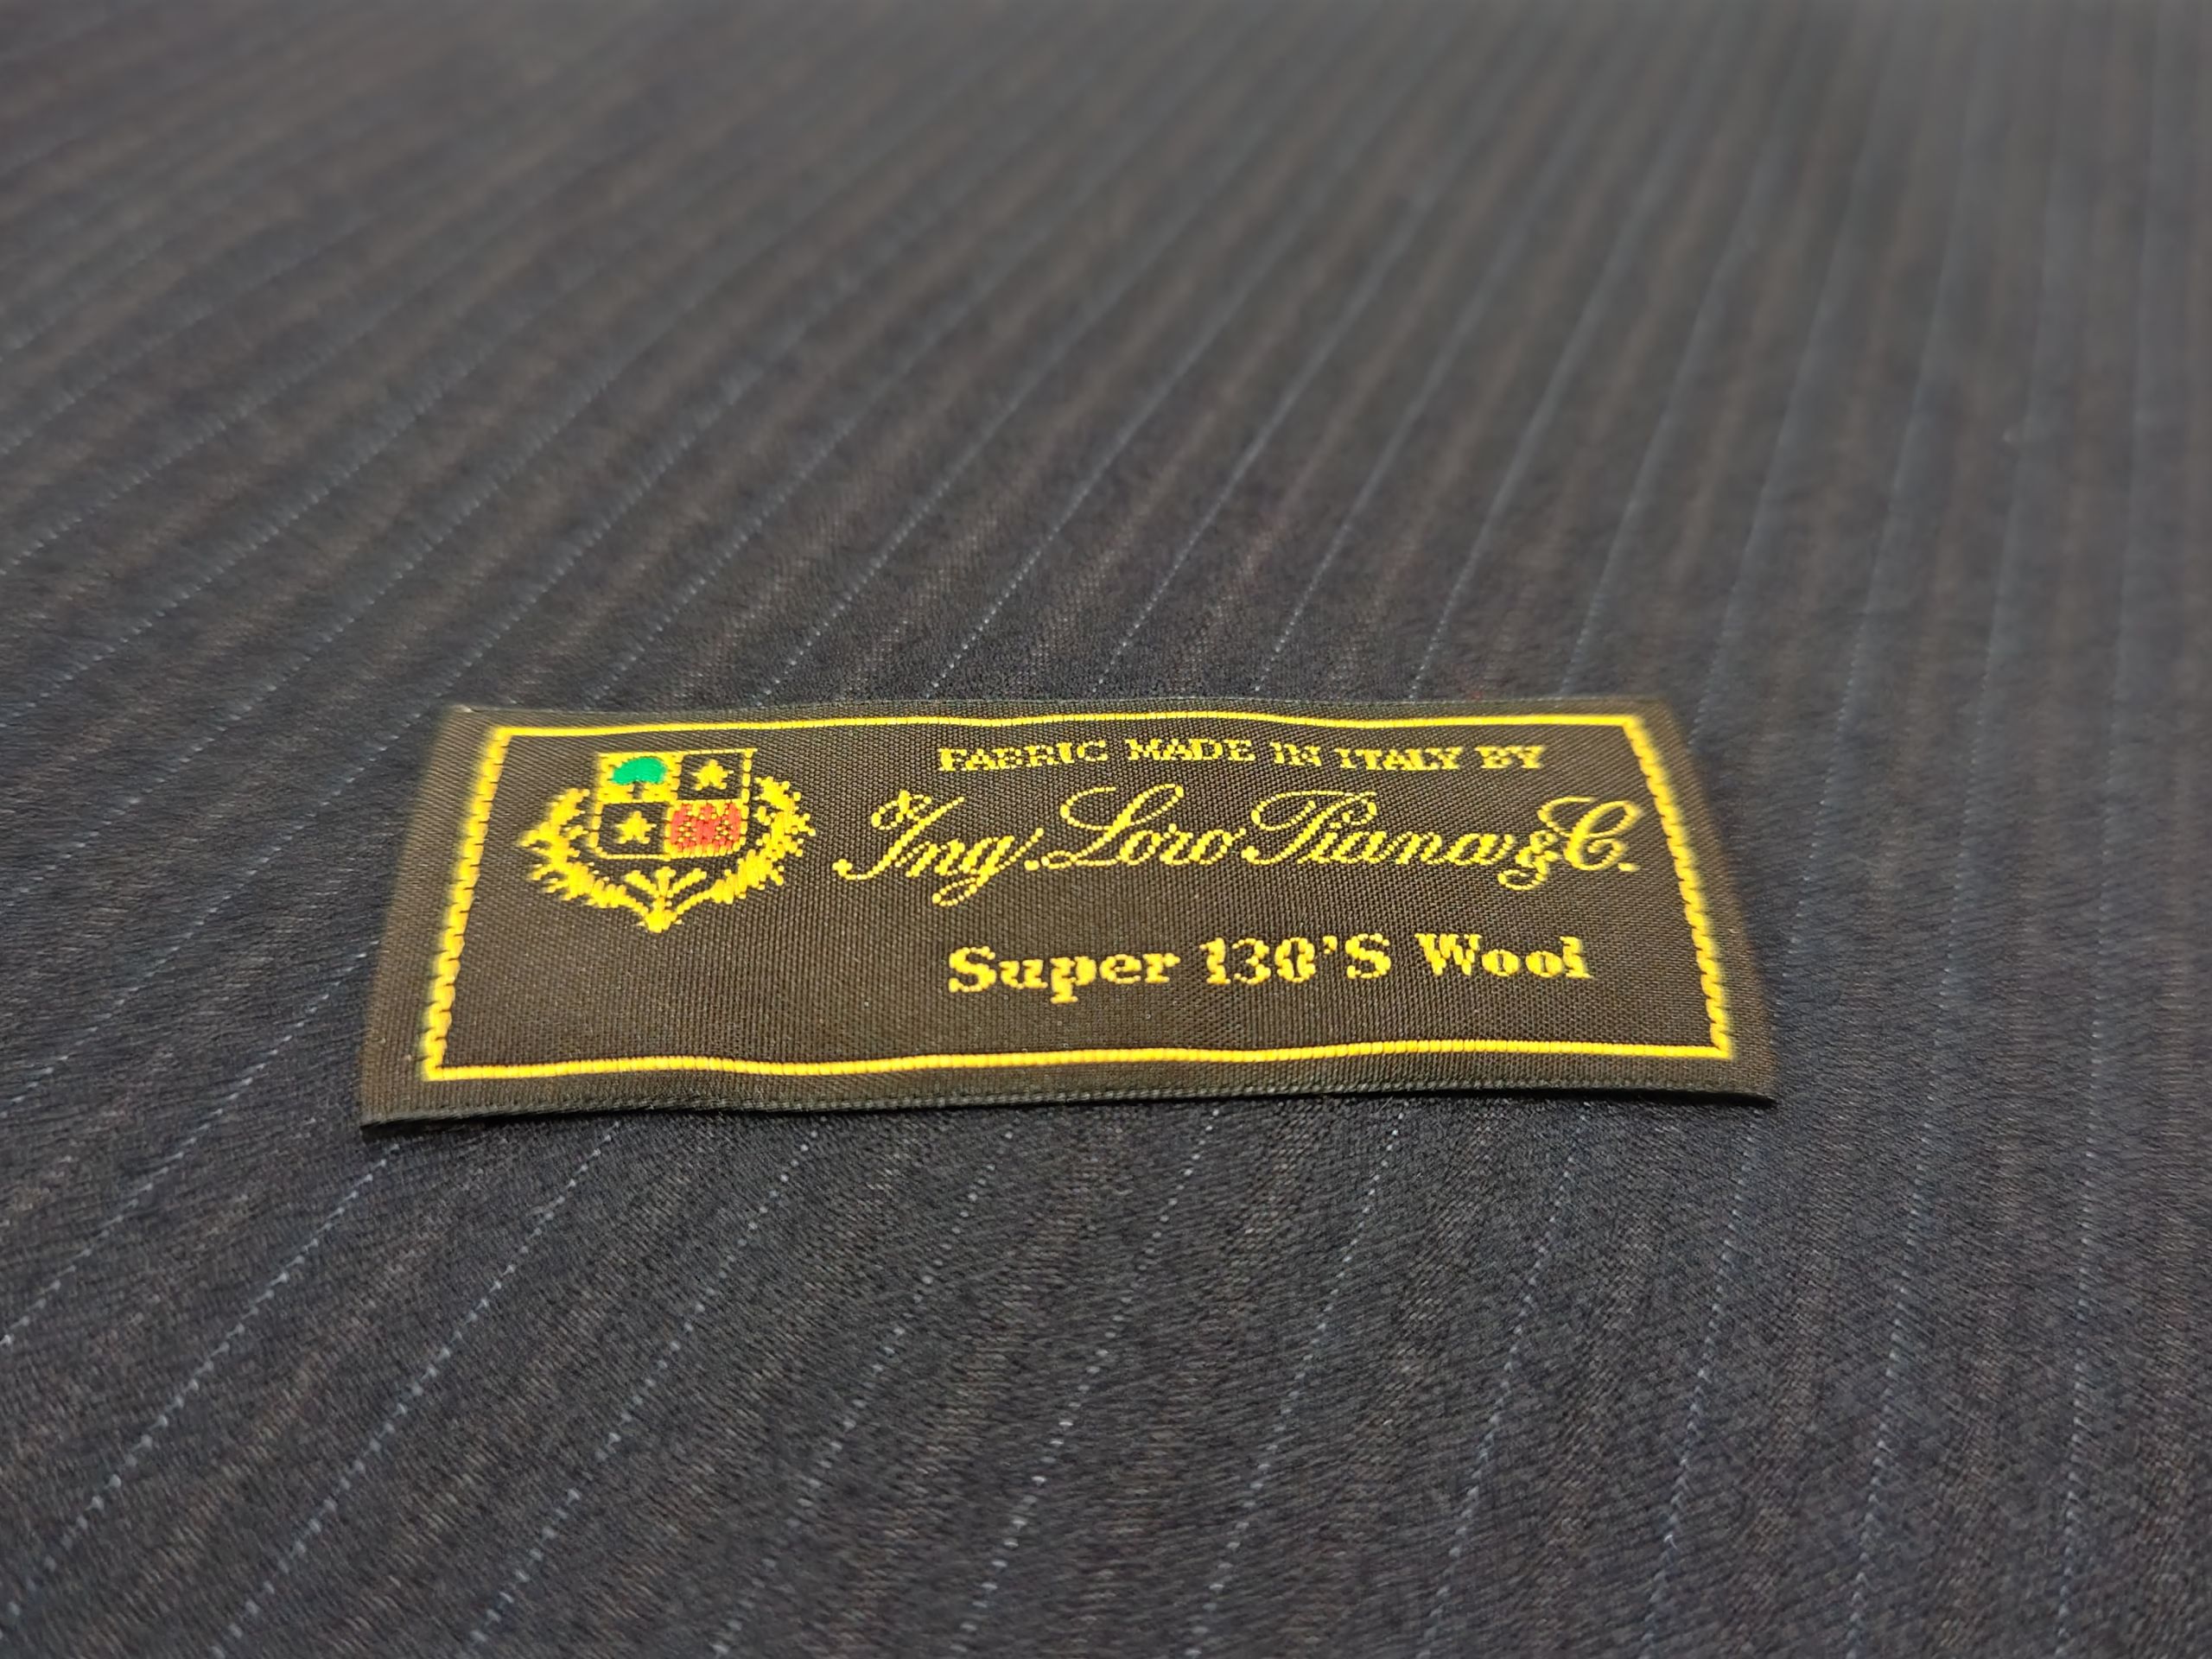 FABRIC MADE IN ITALY BY
Ing. Loro Piana & C.
Super 130'S Wool